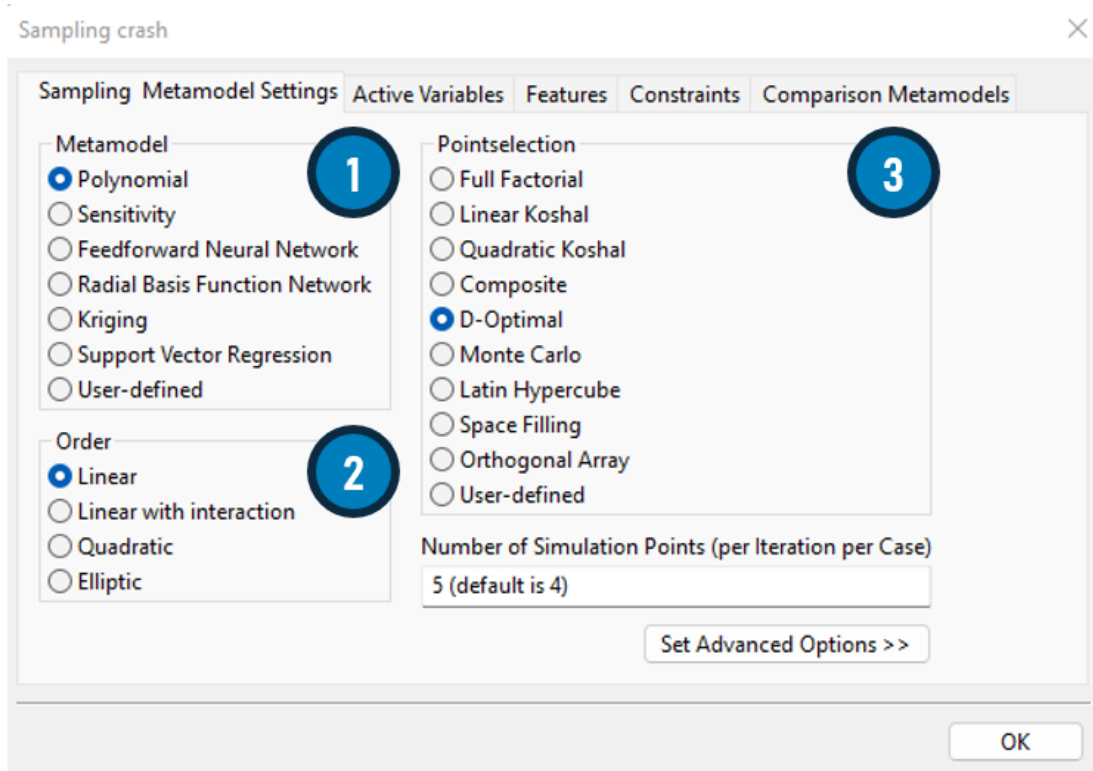 Sampling crash
Sampling Metamodel Settings Active Variables Features Constraints Comparison Metamodels
Metamodel
1
Polynomial
Sensitivity
Feedforward Neural Network
Radial Basis Function Network
Kriging
Support Vector Regression
User-defined
Order
2
Linear
Linear with interaction
Quadratic
Elliptic
Pointselection
3
Full Factorial
Linear Koshal
Quadratic Koshal
Composite
D-Optimal
Monte Carlo
Latin Hypercube
Space Filling
Orthogonal Array
User-defined
Number of Simulation Points (per Iteration per Case)
5 (default is 4)
Set Advanced Options >>
OK